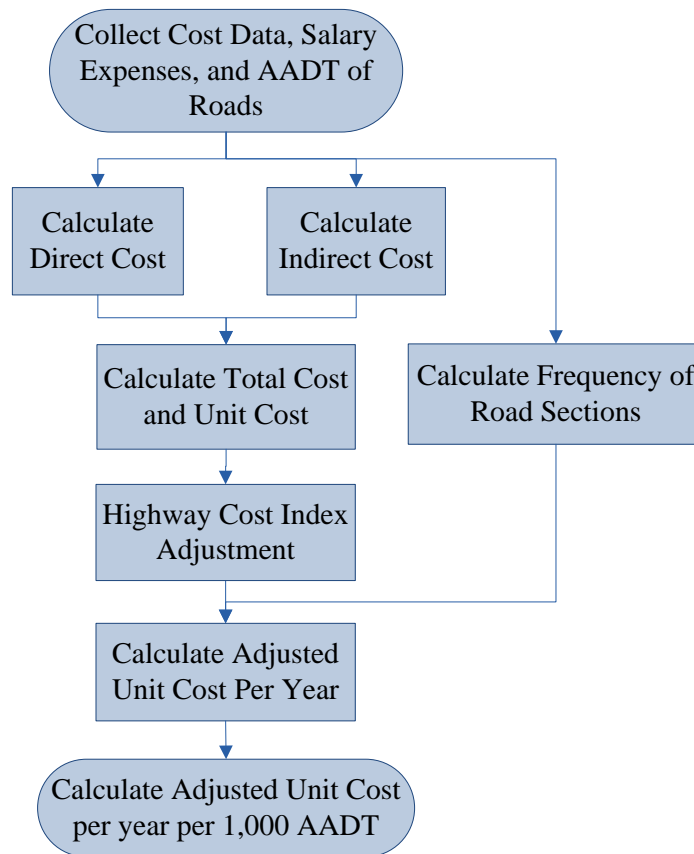 Collect Cost Data, Salary
Expenses, and AADT of
Roads
Calculate
Direct Cost
Calculate
Indirect Cost
Calculate Total Cost
and Unit Cost
Calculate Frequency of
Road Sections
Highway Cost Index
Adjustment
Calculate Adjusted
Unit Cost Per Year
Calculate Adjusted Unit Cost
per year per 1,000 AADT